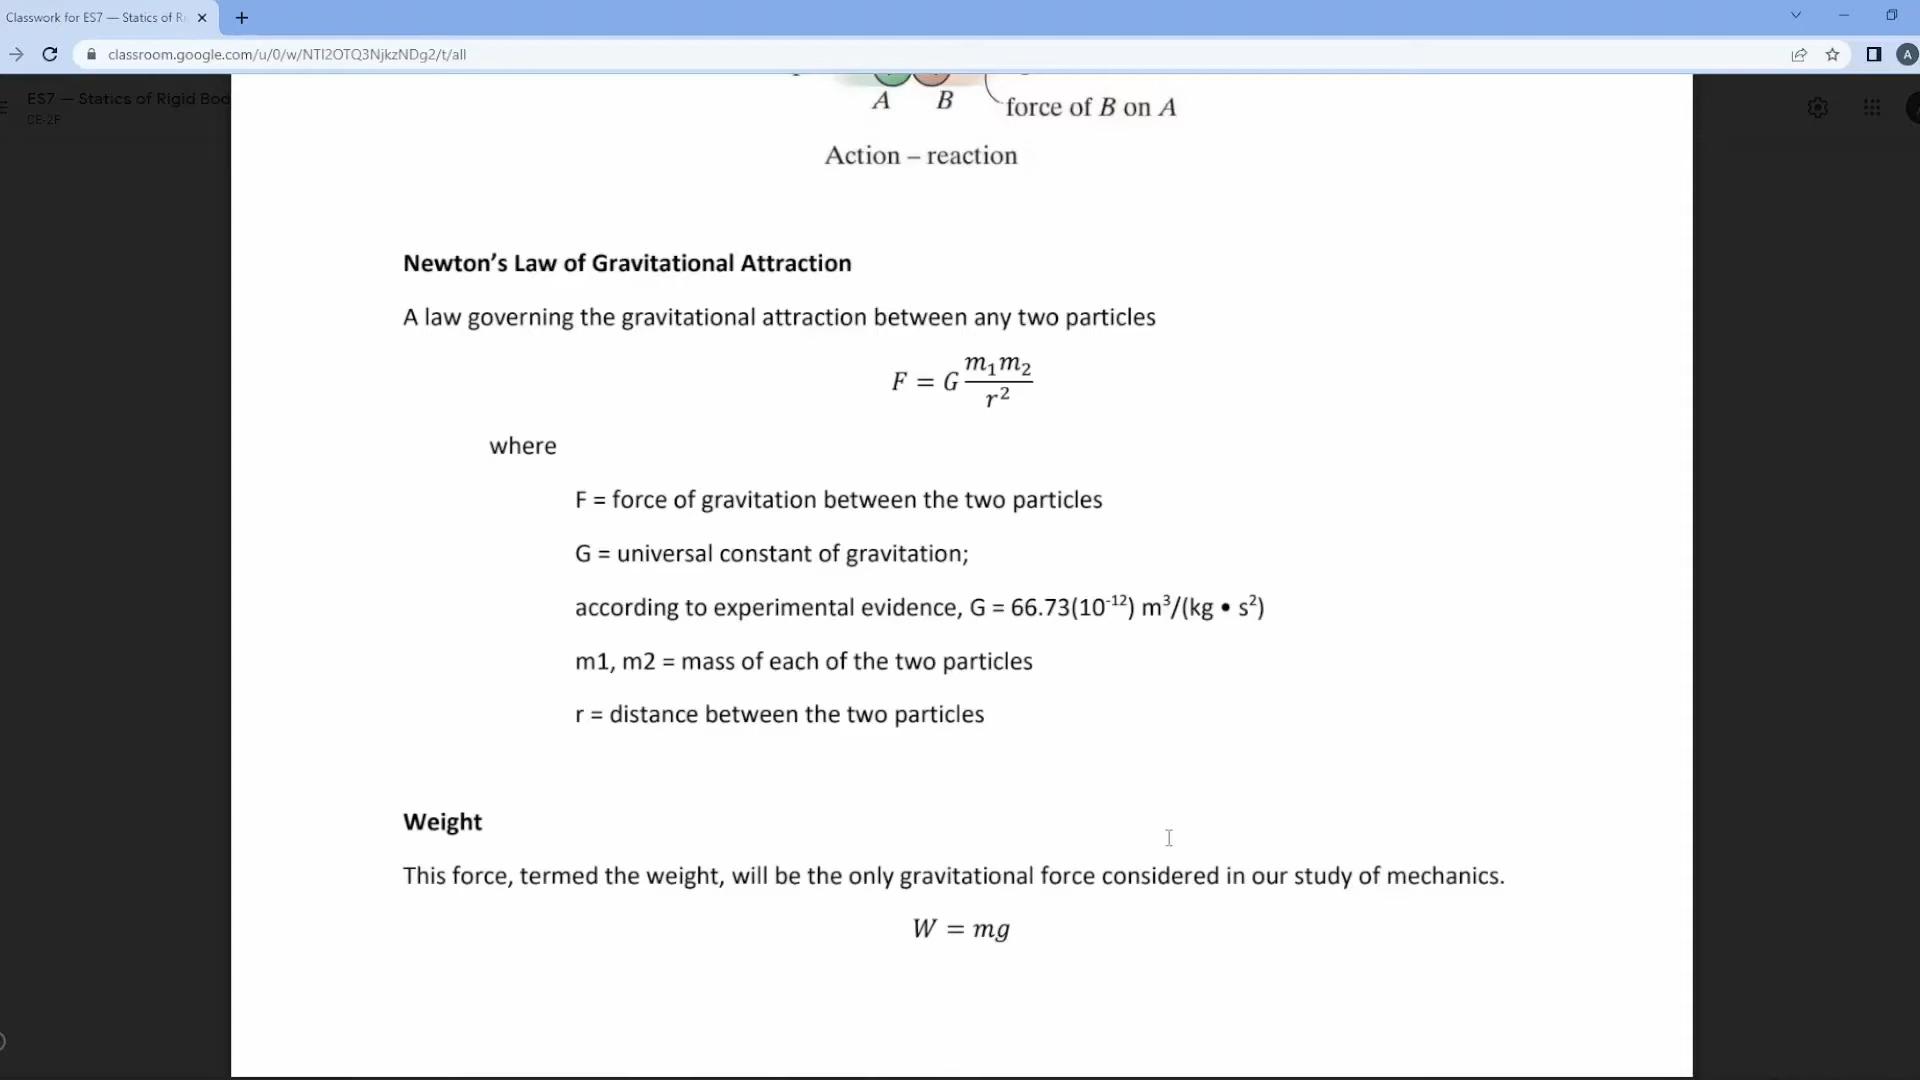 Classwork for ES7 — Statics of Ri
classroom.google.com/u/0/w/NTI2OTQ3NjkzNDg2/t/all
A
ES7 — Statics of Rigid Bod
CE-2F
A B
force of B on A
Action – reaction
Newton’s Law of Gravitational Attraction
A law governing the gravitational attraction between any two particles
F = G m₁m₂ / r²
where
F = force of gravitation between the two particles
G = universal constant of gravitation;
according to experimental evidence, G = 66.73(10⁻¹²) m³/(kg • s²)
m1, m2 = mass of each of the two particles
r = distance between the two particles
Weight
This force, termed the weight, will be the only gravitational force considered in our study of mechanics.
W = mg